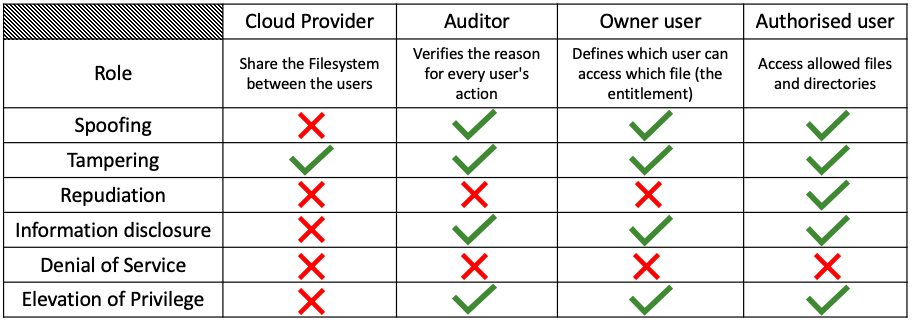 Cloud Provider Auditor Owner user Authorised user
Role
Share the Filesystem
between the users
Verifies the reason
for every user's
action
Defines which user can
access which file (the
entitlement)
Access allowed files
and directories
Spoofing
Tampering
Repudiation
Information disclosure
Denial of Service
Elevation of Privilege